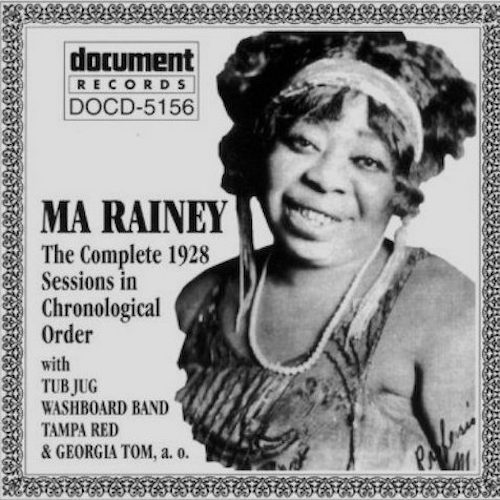 document
RECORDS
DOCD-5156
MA RAINEY
The Complete 1928
Sessions in
Chronological
Order
with
TUB JUG
WASHBOARD BAND
TAMPA RED
& GEORGIA TOM, a. o.